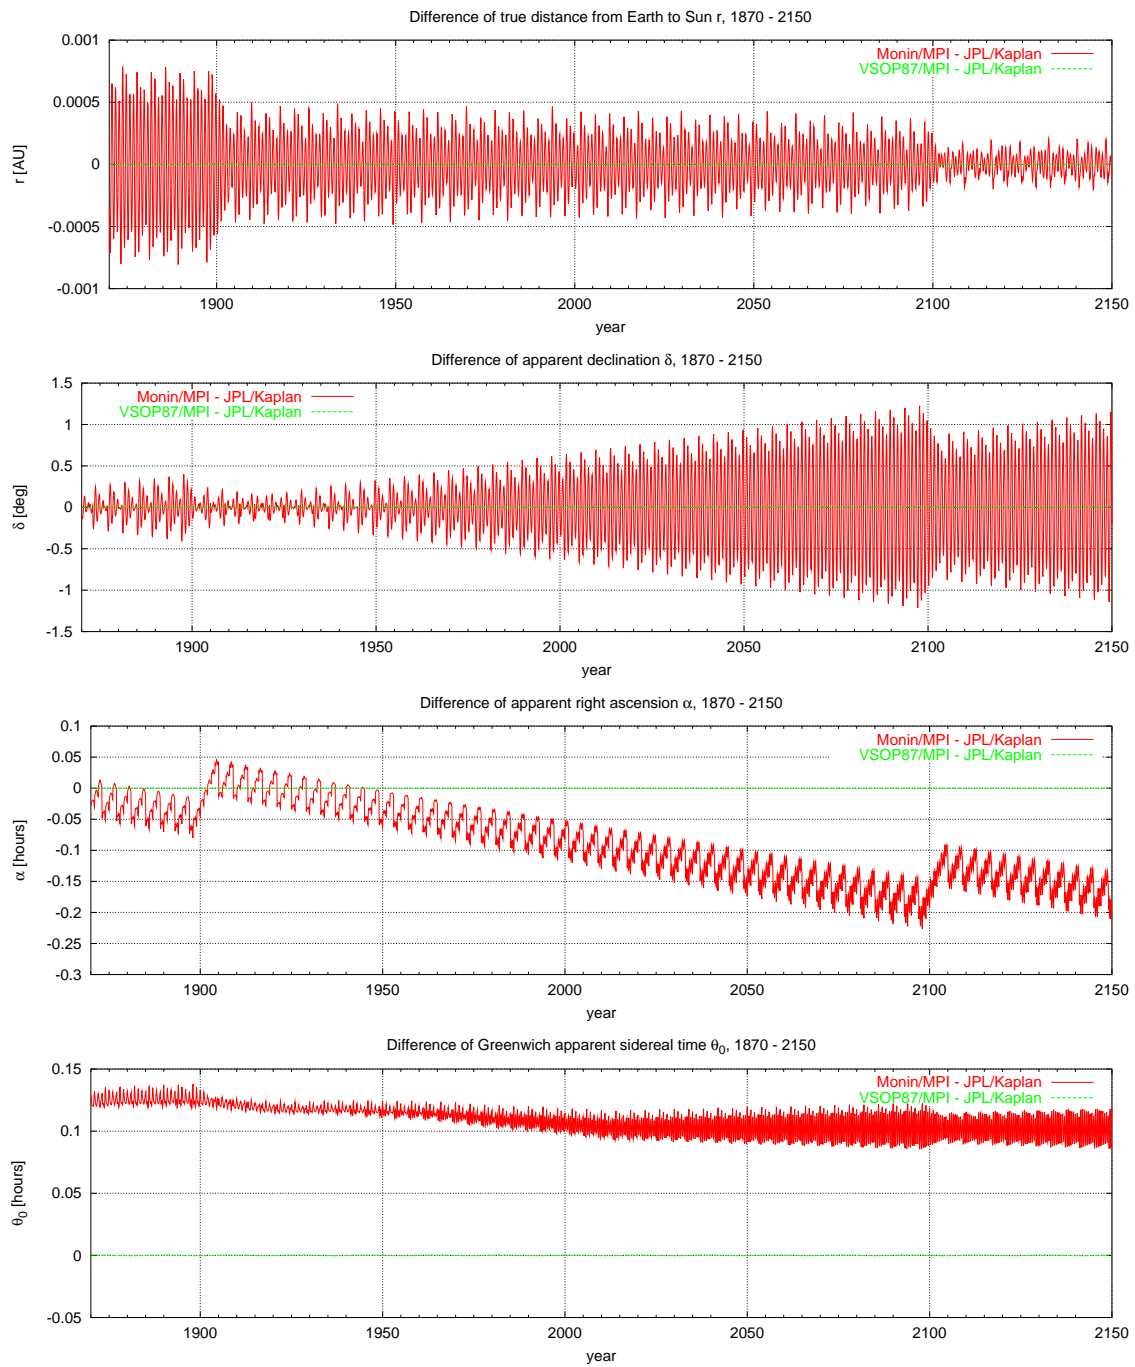 Difference of true distance from Earth to Sun r, 1870 - 2150
0.001
0.0005
0
-0.0005
-0.001
r [AU]
Monin/MPI - JPL/Kaplan
VSOP87/MPI - JPL/Kaplan
1900 1950 2000 2050 2100 2150
year
Difference of apparent declination δ, 1870 - 2150
1.5
1
0.5
0
-0.5
-1
-1.5
δ [deg]
Monin/MPI - JPL/Kaplan
VSOP87/MPI - JPL/Kaplan
1900 1950 2000 2050 2100 2150
year
Difference of apparent right ascension α, 1870 - 2150
0.1
0.05
0
-0.05
-0.1
-0.15
-0.2
-0.25
-0.3
α [hours]
Monin/MPI - JPL/Kaplan
VSOP87/MPI - JPL/Kaplan
1900 1950 2000 2050 2100 2150
year
Difference of Greenwich apparent sidereal time θ0, 1870 - 2150
0.15
0.1
0.05
0
-0.05
θ0 [hours]
Monin/MPI - JPL/Kaplan
VSOP87/MPI - JPL/Kaplan
1900 1950 2000 2050 2100 2150
year